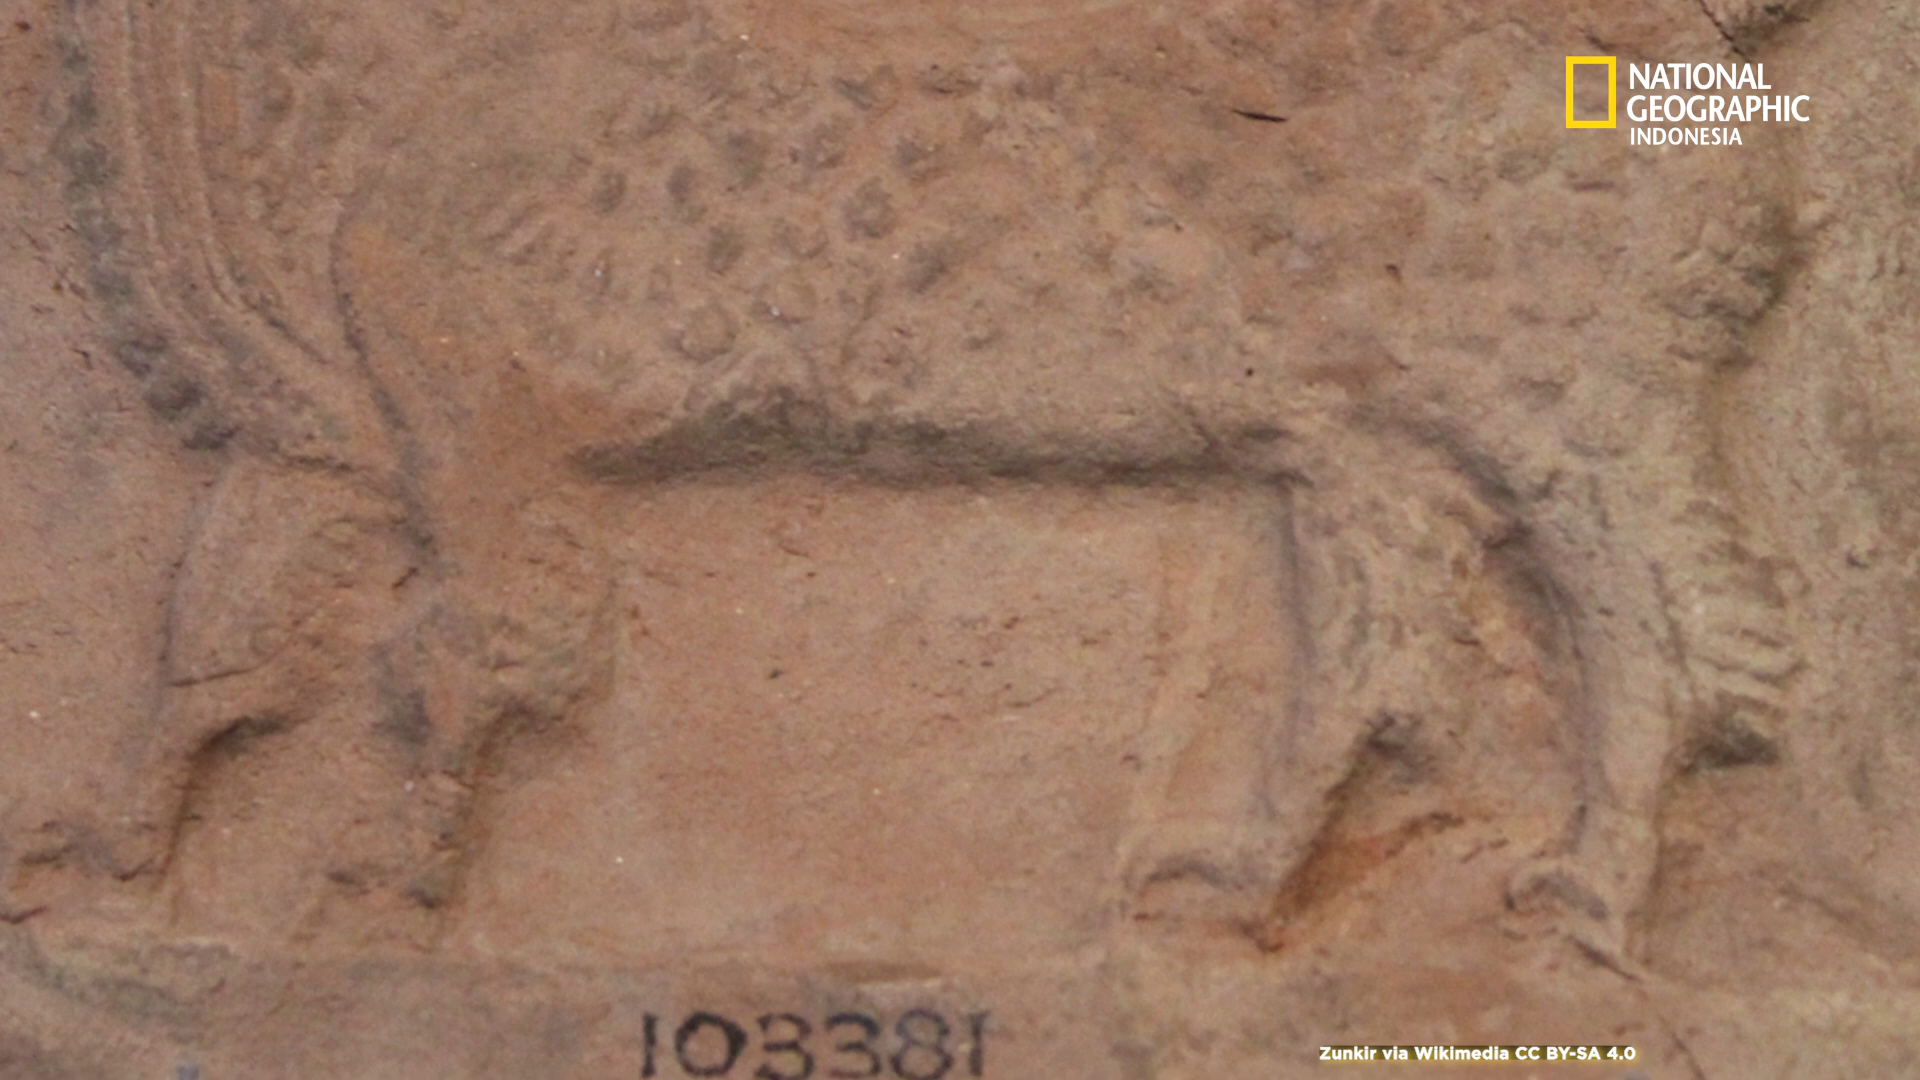 NATIONAL
GEOGRAPHIC
INDONESIA
103381
Zunkir via Wikimedia CC BY-SA 4.0